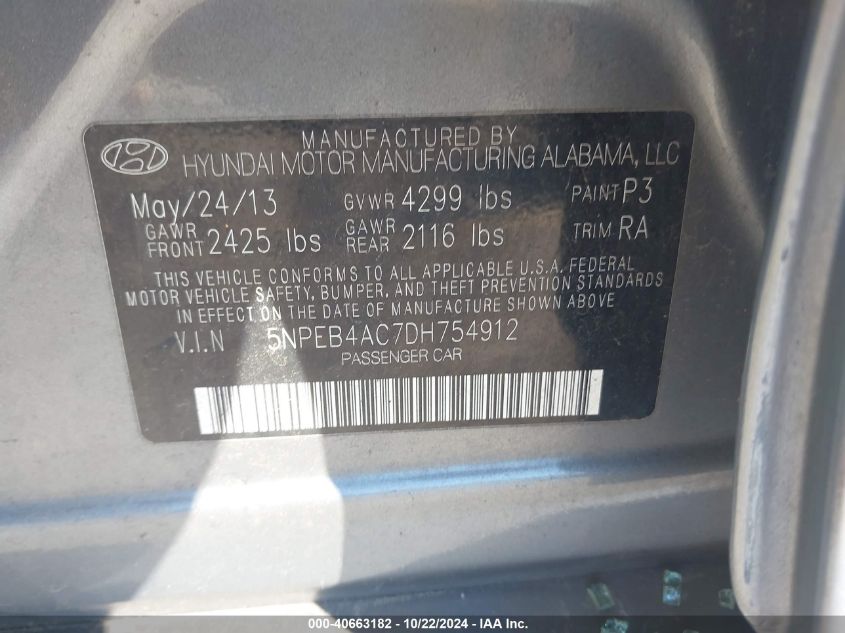 MANUFACTURED BY
HYUNDAI MOTOR MANUFACTURING ALABAMA, LLC
May/24/13 GVWR 4299 lbs PAINT P3
GAWR FRONT 2425 lbs GAWR REAR 2116 lbs TRIM RA
THIS VEHICLE CONFORMS TO ALL APPLICABLE U.S.A. FEDERAL
MOTOR VEHICLE SAFETY, BUMPER, AND THEFT PREVENTION STANDARDS
IN EFFECT ON THE DATE OF MANUFACTURE SHOWN ABOVE.
V.I.N 5NPEB4AC7DH754912
PASSENGER CAR
000-40663182 - 10/22/2024 - IAA Inc.